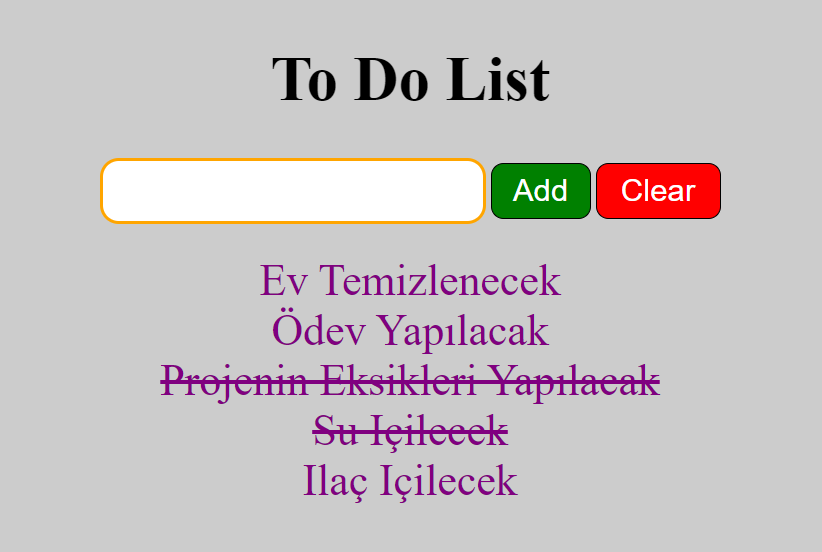 To Do List
Add Clear
Ev Temizlenecek
Ödev Yapılacak
Projenin Eksikleri Yapılacak
Su Içilecek
Ilaç Içilecek